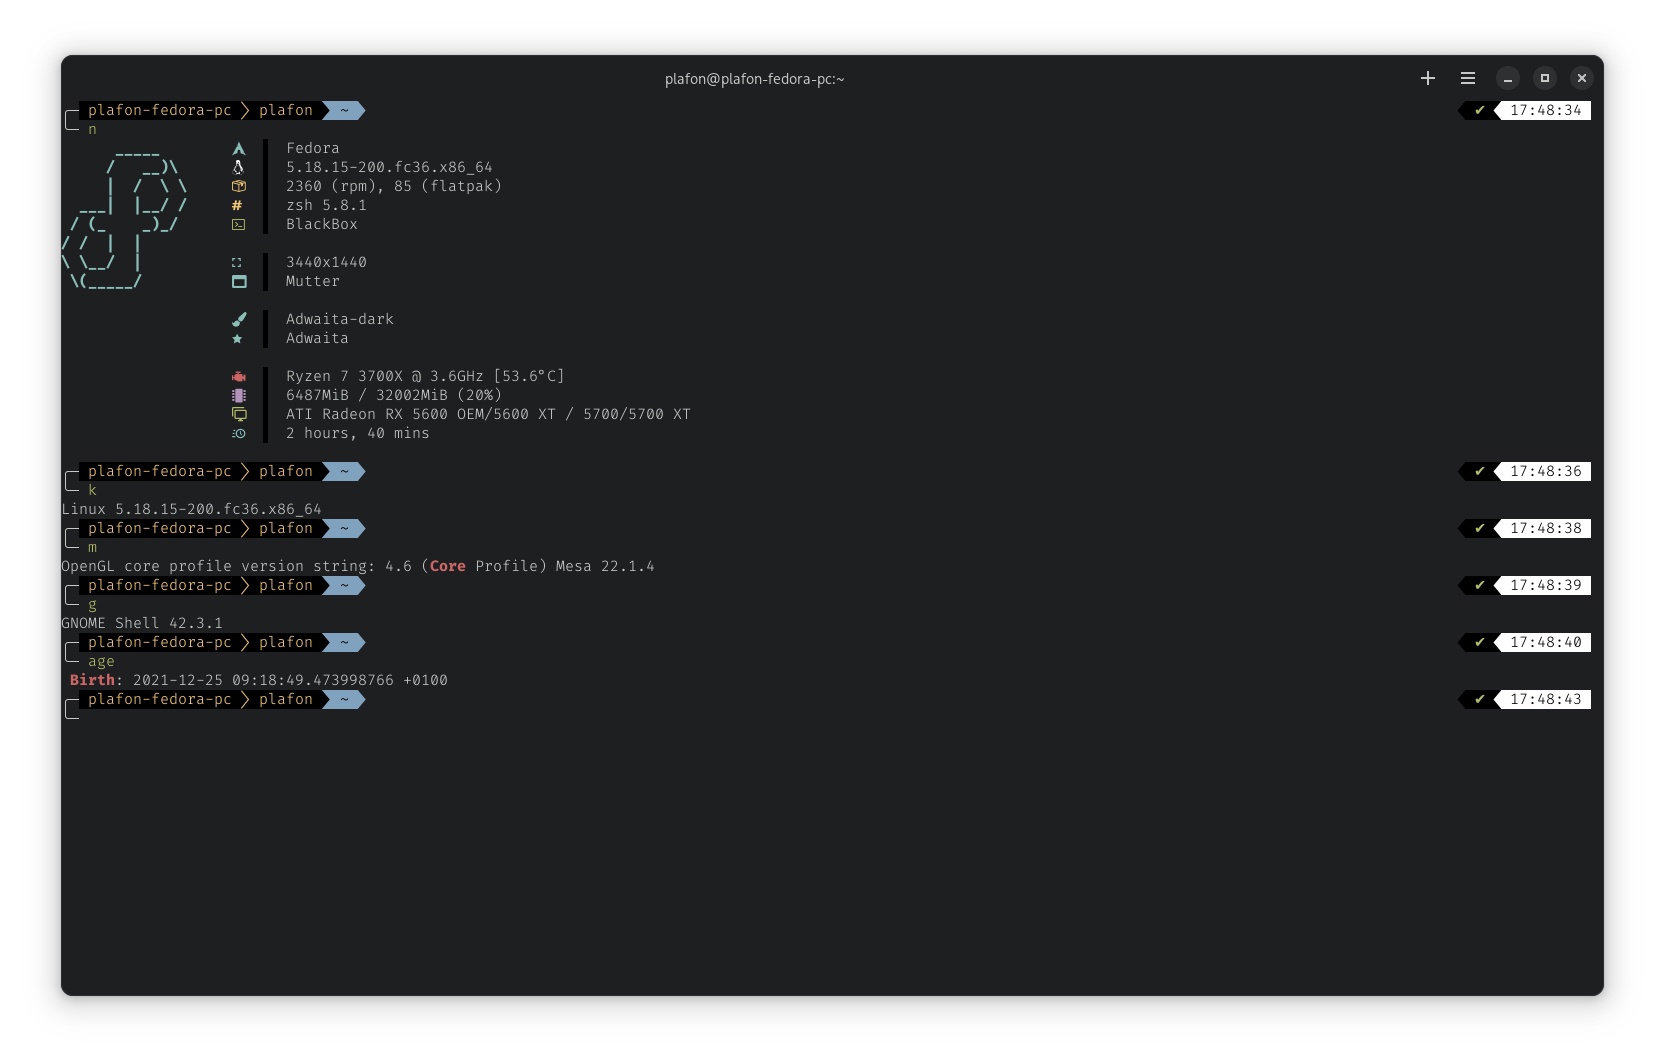 plafon@plafon-fedora-pc:~
plafon-fedora-pc plafon ~ ✔ 17:48:34
n
      _____
     /   __)\
     |  /  \ \
  ___|  |__/ /
 / (_    _)_/
/ /  |  |
\ \__/  |
 \(_____/
Fedora
5.18.15-200.fc36.x86_64
2360 (rpm), 85 (flatpak)
# zsh 5.8.1
BlackBox
3440x1440
Mutter
Adwaita-dark
Adwaita
Ryzen 7 3700X @ 3.6GHz [53.6°C]
6487MiB / 32002MiB (20%)
ATI Radeon RX 5600 OEM/5600 XT / 5700/5700 XT
2 hours, 40 mins
plafon-fedora-pc plafon ~ ✔ 17:48:36
k
Linux 5.18.15-200.fc36.x86_64
plafon-fedora-pc plafon ~ ✔ 17:48:38
m
OpenGL core profile version string: 4.6 (Core Profile) Mesa 22.1.4
plafon-fedora-pc plafon ~ ✔ 17:48:39
g
GNOME Shell 42.3.1
plafon-fedora-pc plafon ~ ✔ 17:48:40
age
Birth: 2021-12-25 09:18:49.473998766 +0100
plafon-fedora-pc plafon ~ ✔ 17:48:43